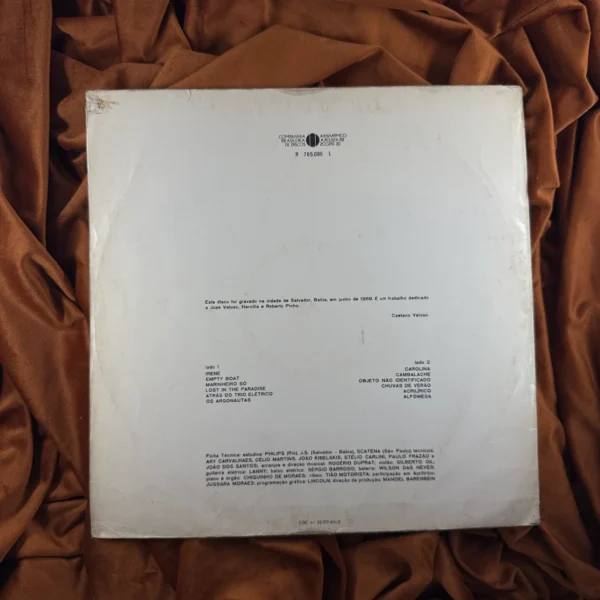 COMPANHIA
BRASILEIRA
DE DISCOS
R 765.086 L
Este disco foi gravado na cidade de Salvador, Bahia, em junho de 1969. É um trabalho dedicado
a Juan Veloso, Hercília e Roberto Pinho.
Caetano Veloso
lado 1
IRENE
EMPTY BOAT
MARINHEIRO SÓ
LOST IN THE PARADISE
ATRÁS DO TRIO ELÉTRICO
OS ARGONAUTAS
lado 2
CAROLINA
CAMBALACHE
OBJETO NÃO IDENTIFICADO
CHUVAS DE VERÃO
ACRILÍRICO
ALFÔMEGA
Ficha Técnica: estúdios: PHILIPS (Rio), J.S. (Salvador - Bahia), SCATENA (São Paulo); técnicos:
ARY CARVALHAES, CÉLIO MARTINS, JOÃO KIBELSKIS, STÉLIO CARLINI, PAULO FRAZÃO e
JOÃO DOS SANTOS; arranjos e direção musical: ROGÉRIO DUPRAT; violão: GILBERTO GIL;
guitarra elétrica: LANNY; baixo elétrico: SÉRGIO BARROSO; bateria: WILSON DAS NEVES;
piano e órgão: CHIQUINHO DE MORAES; vozes: TIÃO MOTORISTA; participação em Acrilírico:
JUSSARA MORAES; programação gráfica: LINCOLN; direção de produção: MANOEL BARENBEIN